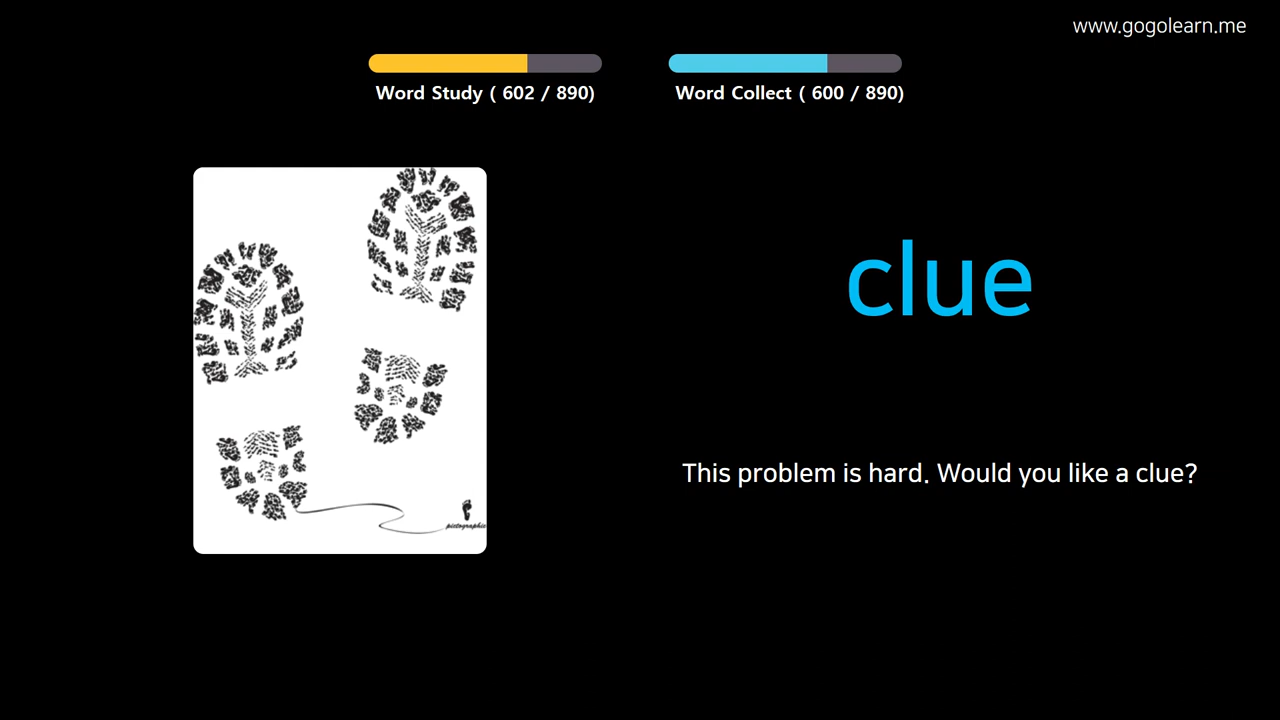 www.gogolearn.me
Word Study ( 602 / 890)
Word Collect ( 600 / 890)
clue
This problem is hard. Would you like a clue?
pictographic